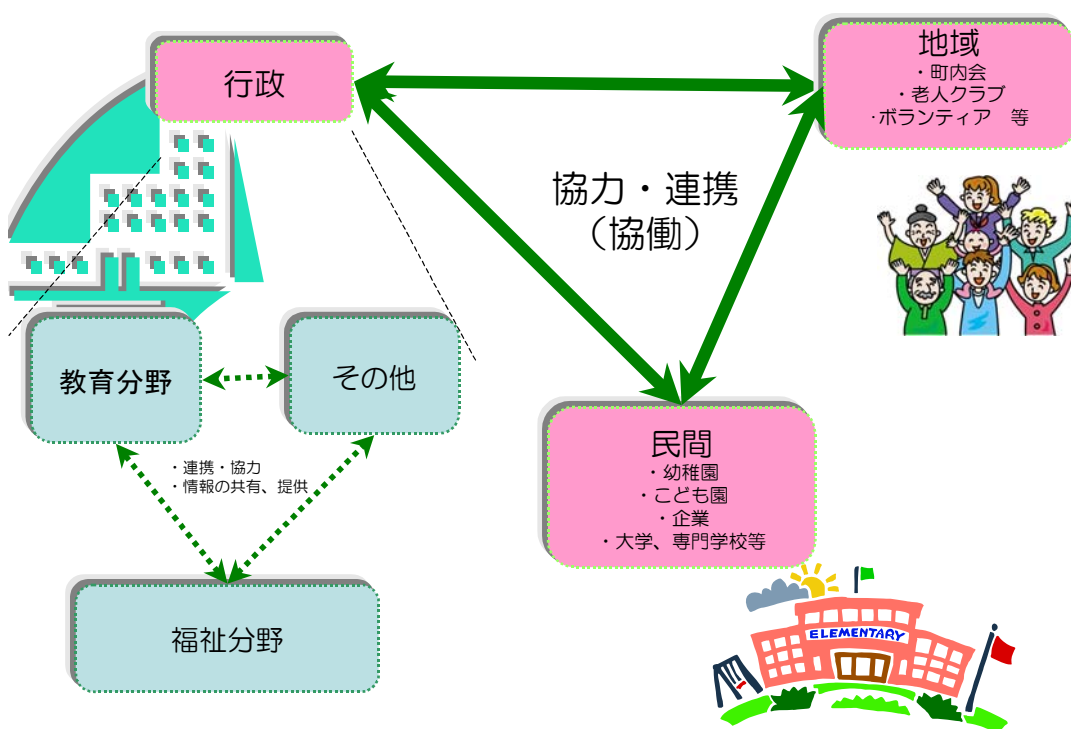 行政
地域
・町内会
・老人クラブ
・ボランティア 等
協力・連携
（協働）
教育分野
その他
・連携・協力
・情報の共有、提供
福祉分野
民間
・幼稚園
・こども園
・企業
・大学、専門学校等
ELEMENTARY